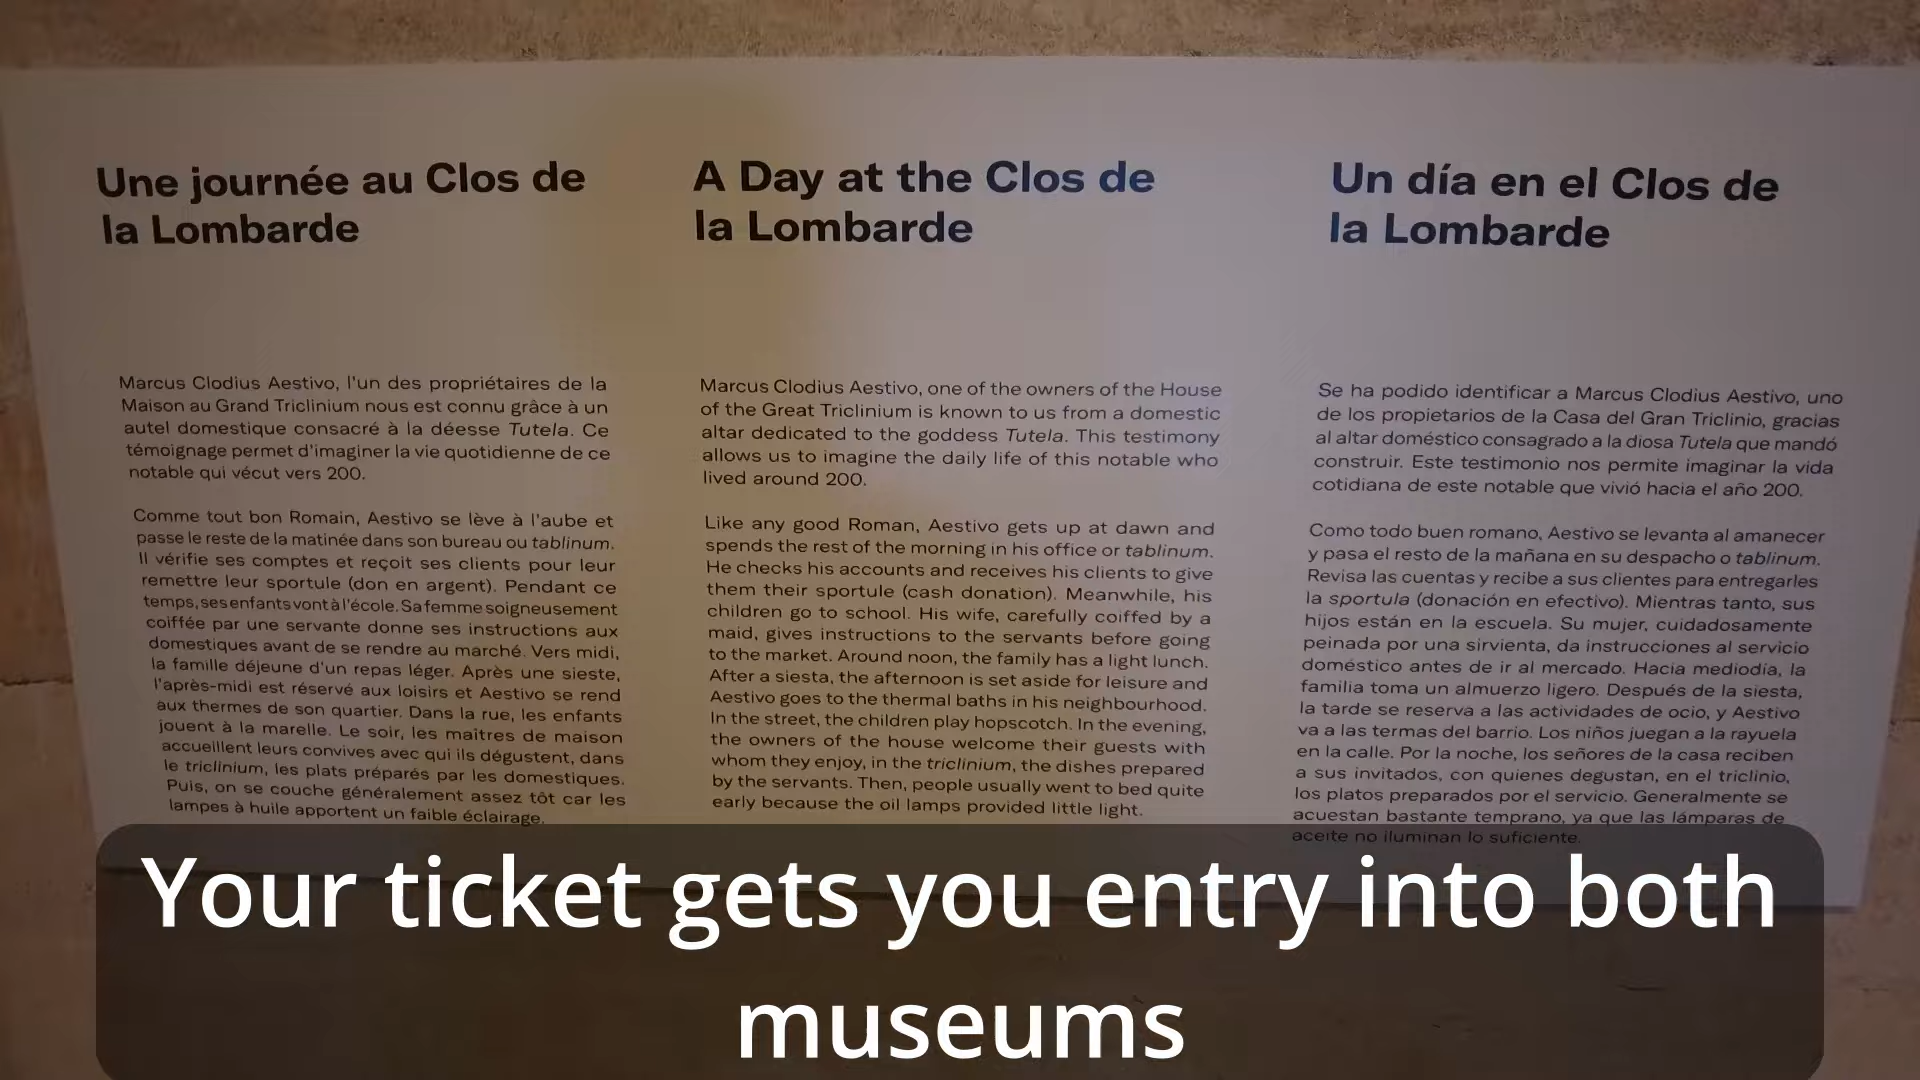 Une journée au Clos de
la Lombarde
Marcus Clodius Aestivo, l'un des propriétaires de la
Maison au Grand Triclinium nous est connu grâce à un
autel domestique consacré à la déesse Tutela. Ce
témoignage permet d'imaginer la vie quotidienne de ce
notable qui vécut vers 200.
Comme tout bon Romain, Aestivo se lève à l'aube et
passe le reste de la matinée dans son bureau ou tablinum.
Il vérifie ses comptes et reçoit ses clients pour leur
remettre leur sportule (don en argent). Pendant ce
temps, ses enfants vont à l'école. Sa femme soigneusement
coiffée par une servante donne ses instructions aux
domestiques avant de se rendre au marché. Vers midi,
la famille déjeune d'un repas léger. Après une sieste,
l'après-midi est réservé aux loisirs et Aestivo se rend
aux thermes de son quartier. Dans la rue, les enfants
jouent à la marelle. Le soir, les maîtres de maison
accueillent leurs convives avec qui ils dégustent, dans
le triclinium, les plats préparés par les domestiques.
Puis, on se couche généralement assez tôt car les
lampes à huile apportent un faible éclairage.
A Day at the Clos de
la Lombarde
Marcus Clodius Aestivo, one of the owners of the House
of the Great Triclinium is known to us from a domestic
altar dedicated to the goddess Tutela. This testimony
allows us to imagine the daily life of this notable who
lived around 200.
Like any good Roman, Aestivo gets up at dawn and
spends the rest of the morning in his office or tablinum.
He checks his accounts and receives his clients to give
them their sportule (cash donation). Meanwhile, his
children go to school. His wife, carefully coiffed by a
maid, gives instructions to the servants before going
to the market. Around noon, the family has a light lunch.
After a siesta, the afternoon is set aside for leisure and
Aestivo goes to the thermal baths in his neighbourhood.
In the street, the children play hopscotch. In the evening,
the owners of the house welcome their guests with
whom they enjoy, in the triclinium, the dishes prepared
by the servants. Then, people usually went to bed quite
early because the oil lamps provided little light.
Un día en el Clos de
la Lombarde
Se ha podido identificar a Marcus Clodius Aestivo, uno
de los propietarios de la Casa del Gran Triclinio, gracias
al altar doméstico consagrado a la diosa Tutela que mandó
construir. Este testimonio nos permite imaginar la vida
cotidiana de este notable que vivió hacia el año 200.
Como todo buen romano, Aestivo se levanta al amanecer
y pasa el resto de la mañana en su despacho o tablinum.
Revisa las cuentas y recibe a sus clientes para entregarles
la sportula (donación en efectivo). Mientras tanto, sus
hijos están en la escuela. Su mujer, cuidadosamente
peinada por una sirvienta, da instrucciones al servicio
doméstico antes de ir al mercado. Hacia mediodía, la
familia toma un almuerzo ligero. Después de la siesta,
la tarde se reserva a las actividades de ocio, y Aestivo
va a las termas del barrio. Los niños juegan a la rayuela
en la calle. Por la noche, los señores de la casa reciben
a sus invitados, con quienes degustan, en el triclinio,
los platos preparados por el servicio. Generalmente se
acuestan bastante temprano, ya que las lámparas de
aceite no iluminan lo suficiente.
Your ticket gets you entry into both
museums